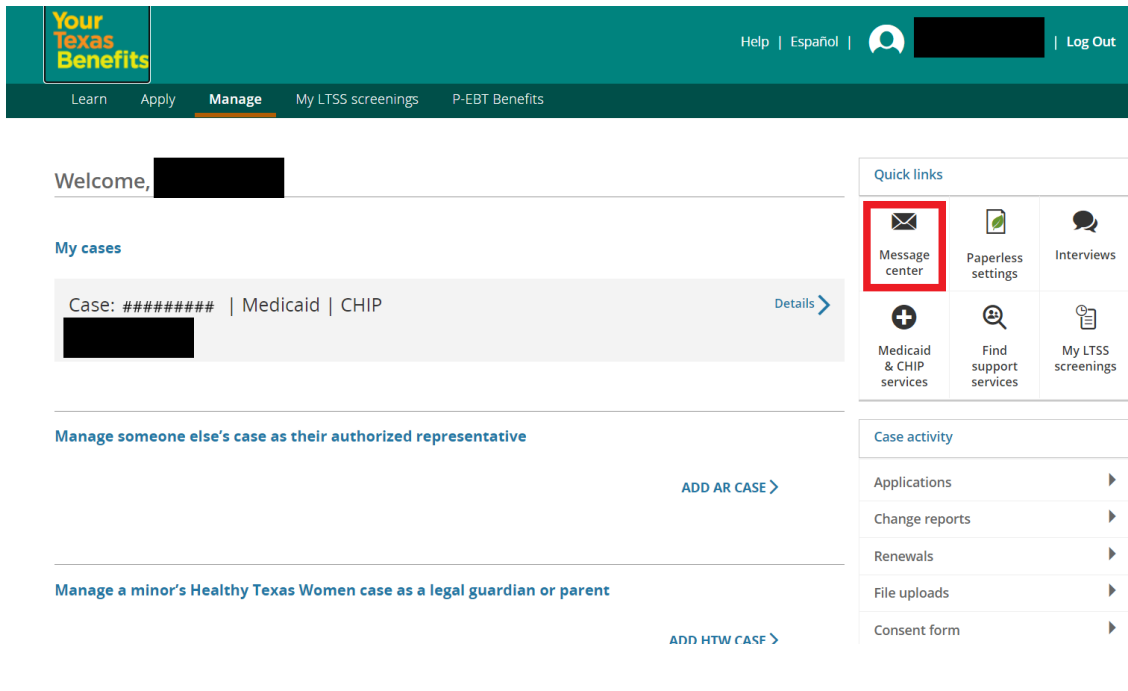 Your
Texas
Benefits
Help | Español | | Log Out
Learn Apply Manage My LTSS screenings P-EBT Benefits
Welcome,
My cases
Case: ######### | Medicaid | CHIP
Details
Manage someone else's case as their authorized representative
ADD AR CASE
Manage a minor's Healthy Texas Women case as a legal guardian or parent
ADD HTW CASE
Quick links
Message
center
Paperless
settings
Interviews
Medicaid
& CHIP
services
Find
support
services
My LTSS
screenings
Case activity
Applications
Change reports
Renewals
File uploads
Consent form